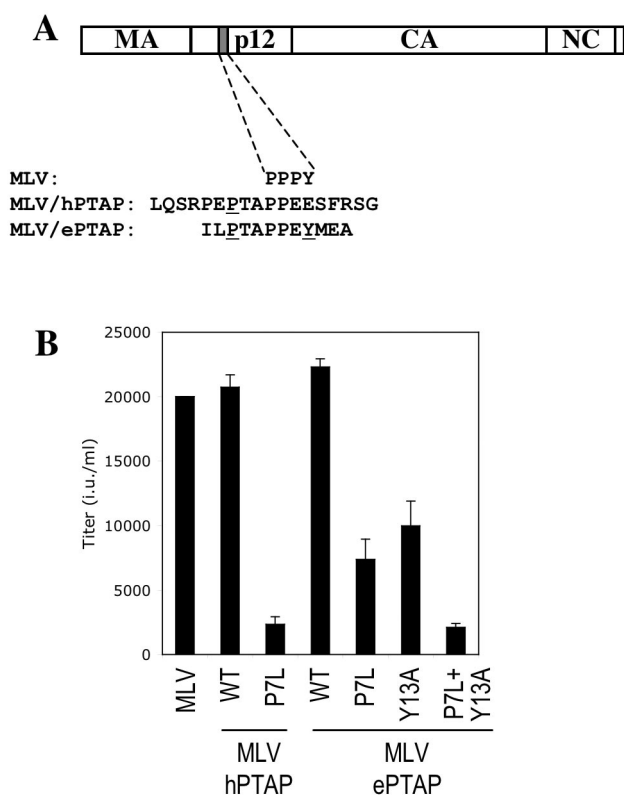 A
MA p12 CA NC
MLV: PPPY
MLV/hPTAP: LQSRPEPTAPPEESFRSG
MLV/ePTAP: ILPTAPPEYMEA
B
25000
20000
15000
10000
5000
0
Titer (i.u./ml)
MLV
WT
P7L
WT
P7L
Y13A
P7L+
Y13A
MLV
hPTAP
MLV
ePTAP